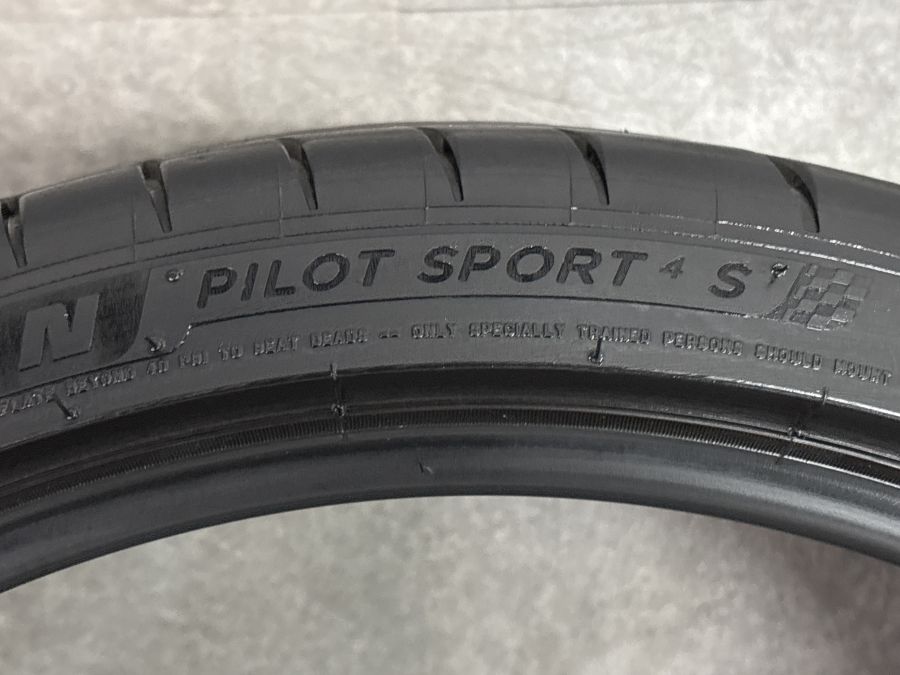 N PILOT SPORT 4 S
BEYOND 40 PSI TO SEAT BEADS -- ONLY SPECIALLY TRAINED PERSONS SHOULD MOUNT